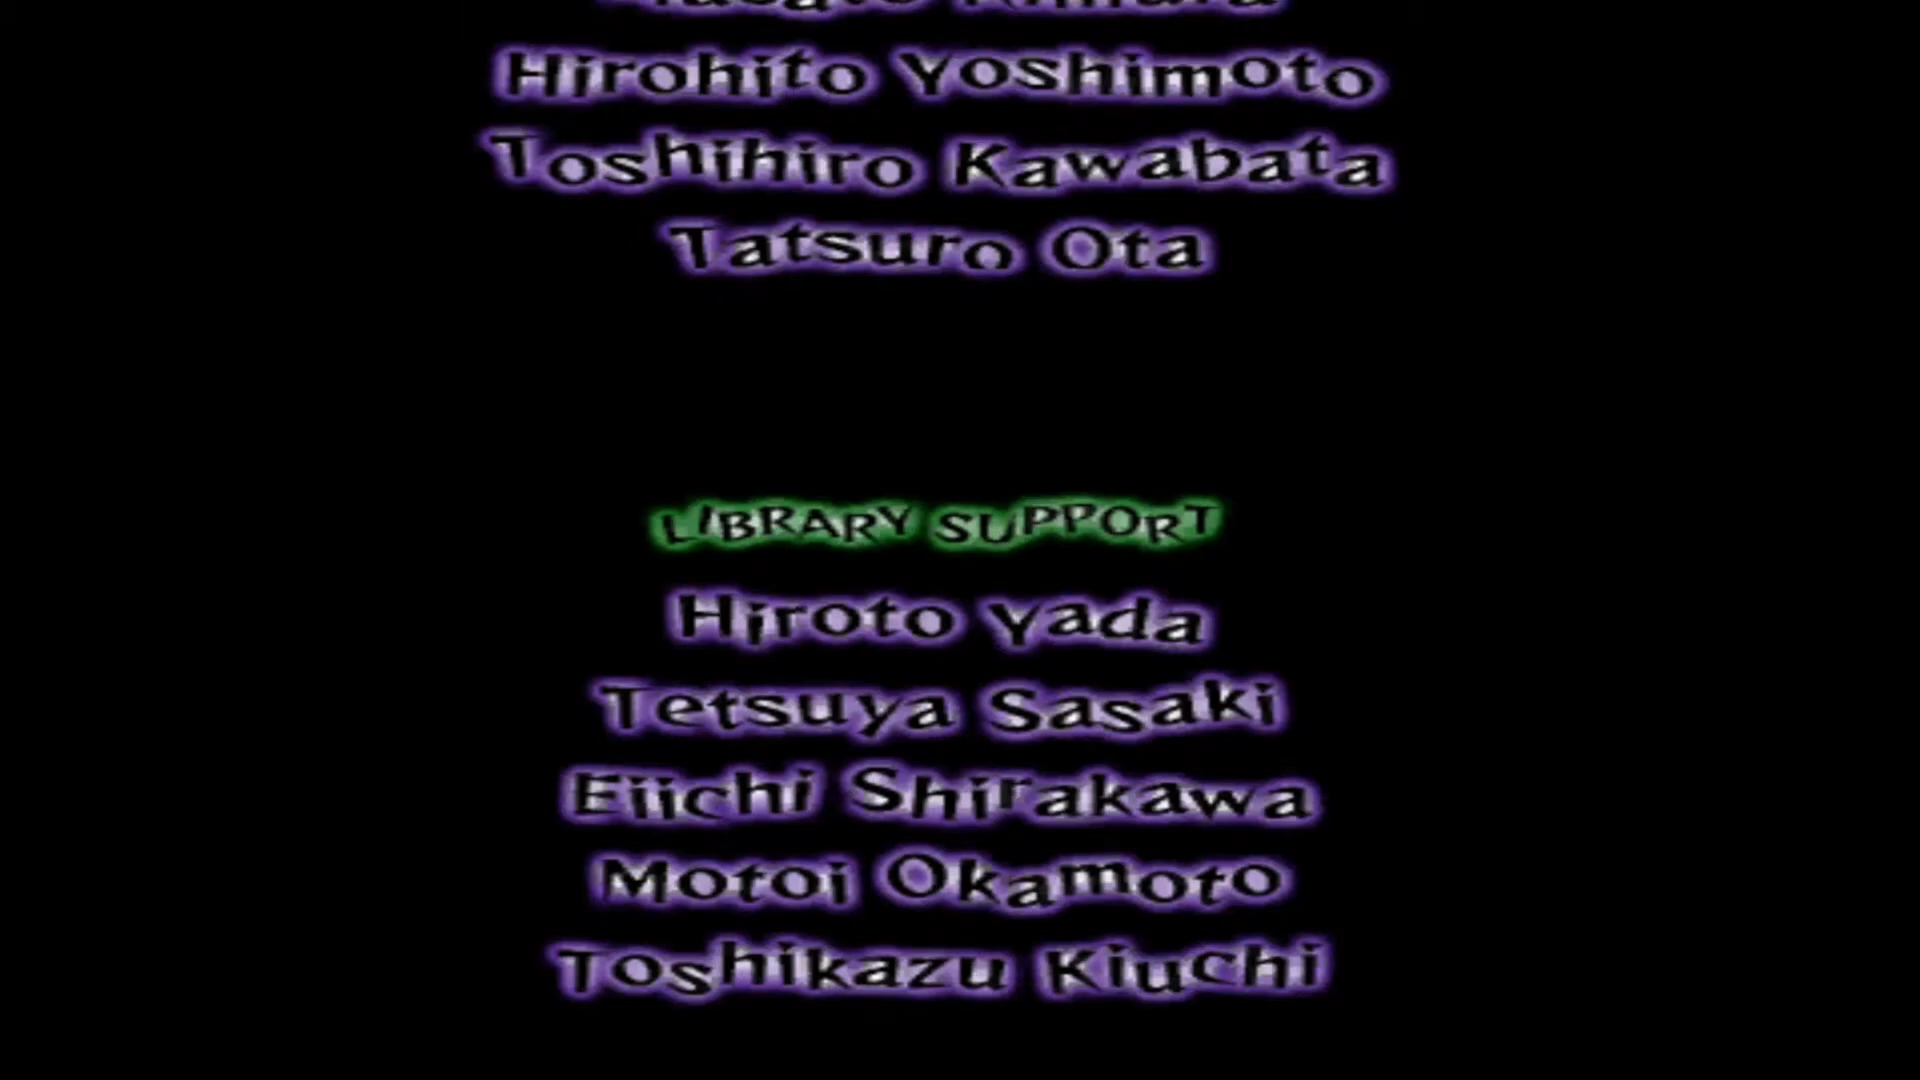 Hirohito Yoshimoto
Toshihiro Kawabata
Tatsuro Ota
LIBRARY SUPPORT
Hiroto Yada
Tetsuya Sasaki
Eiichi Shirakawa
Motoi Okamoto
Toshikazu Kiuchi